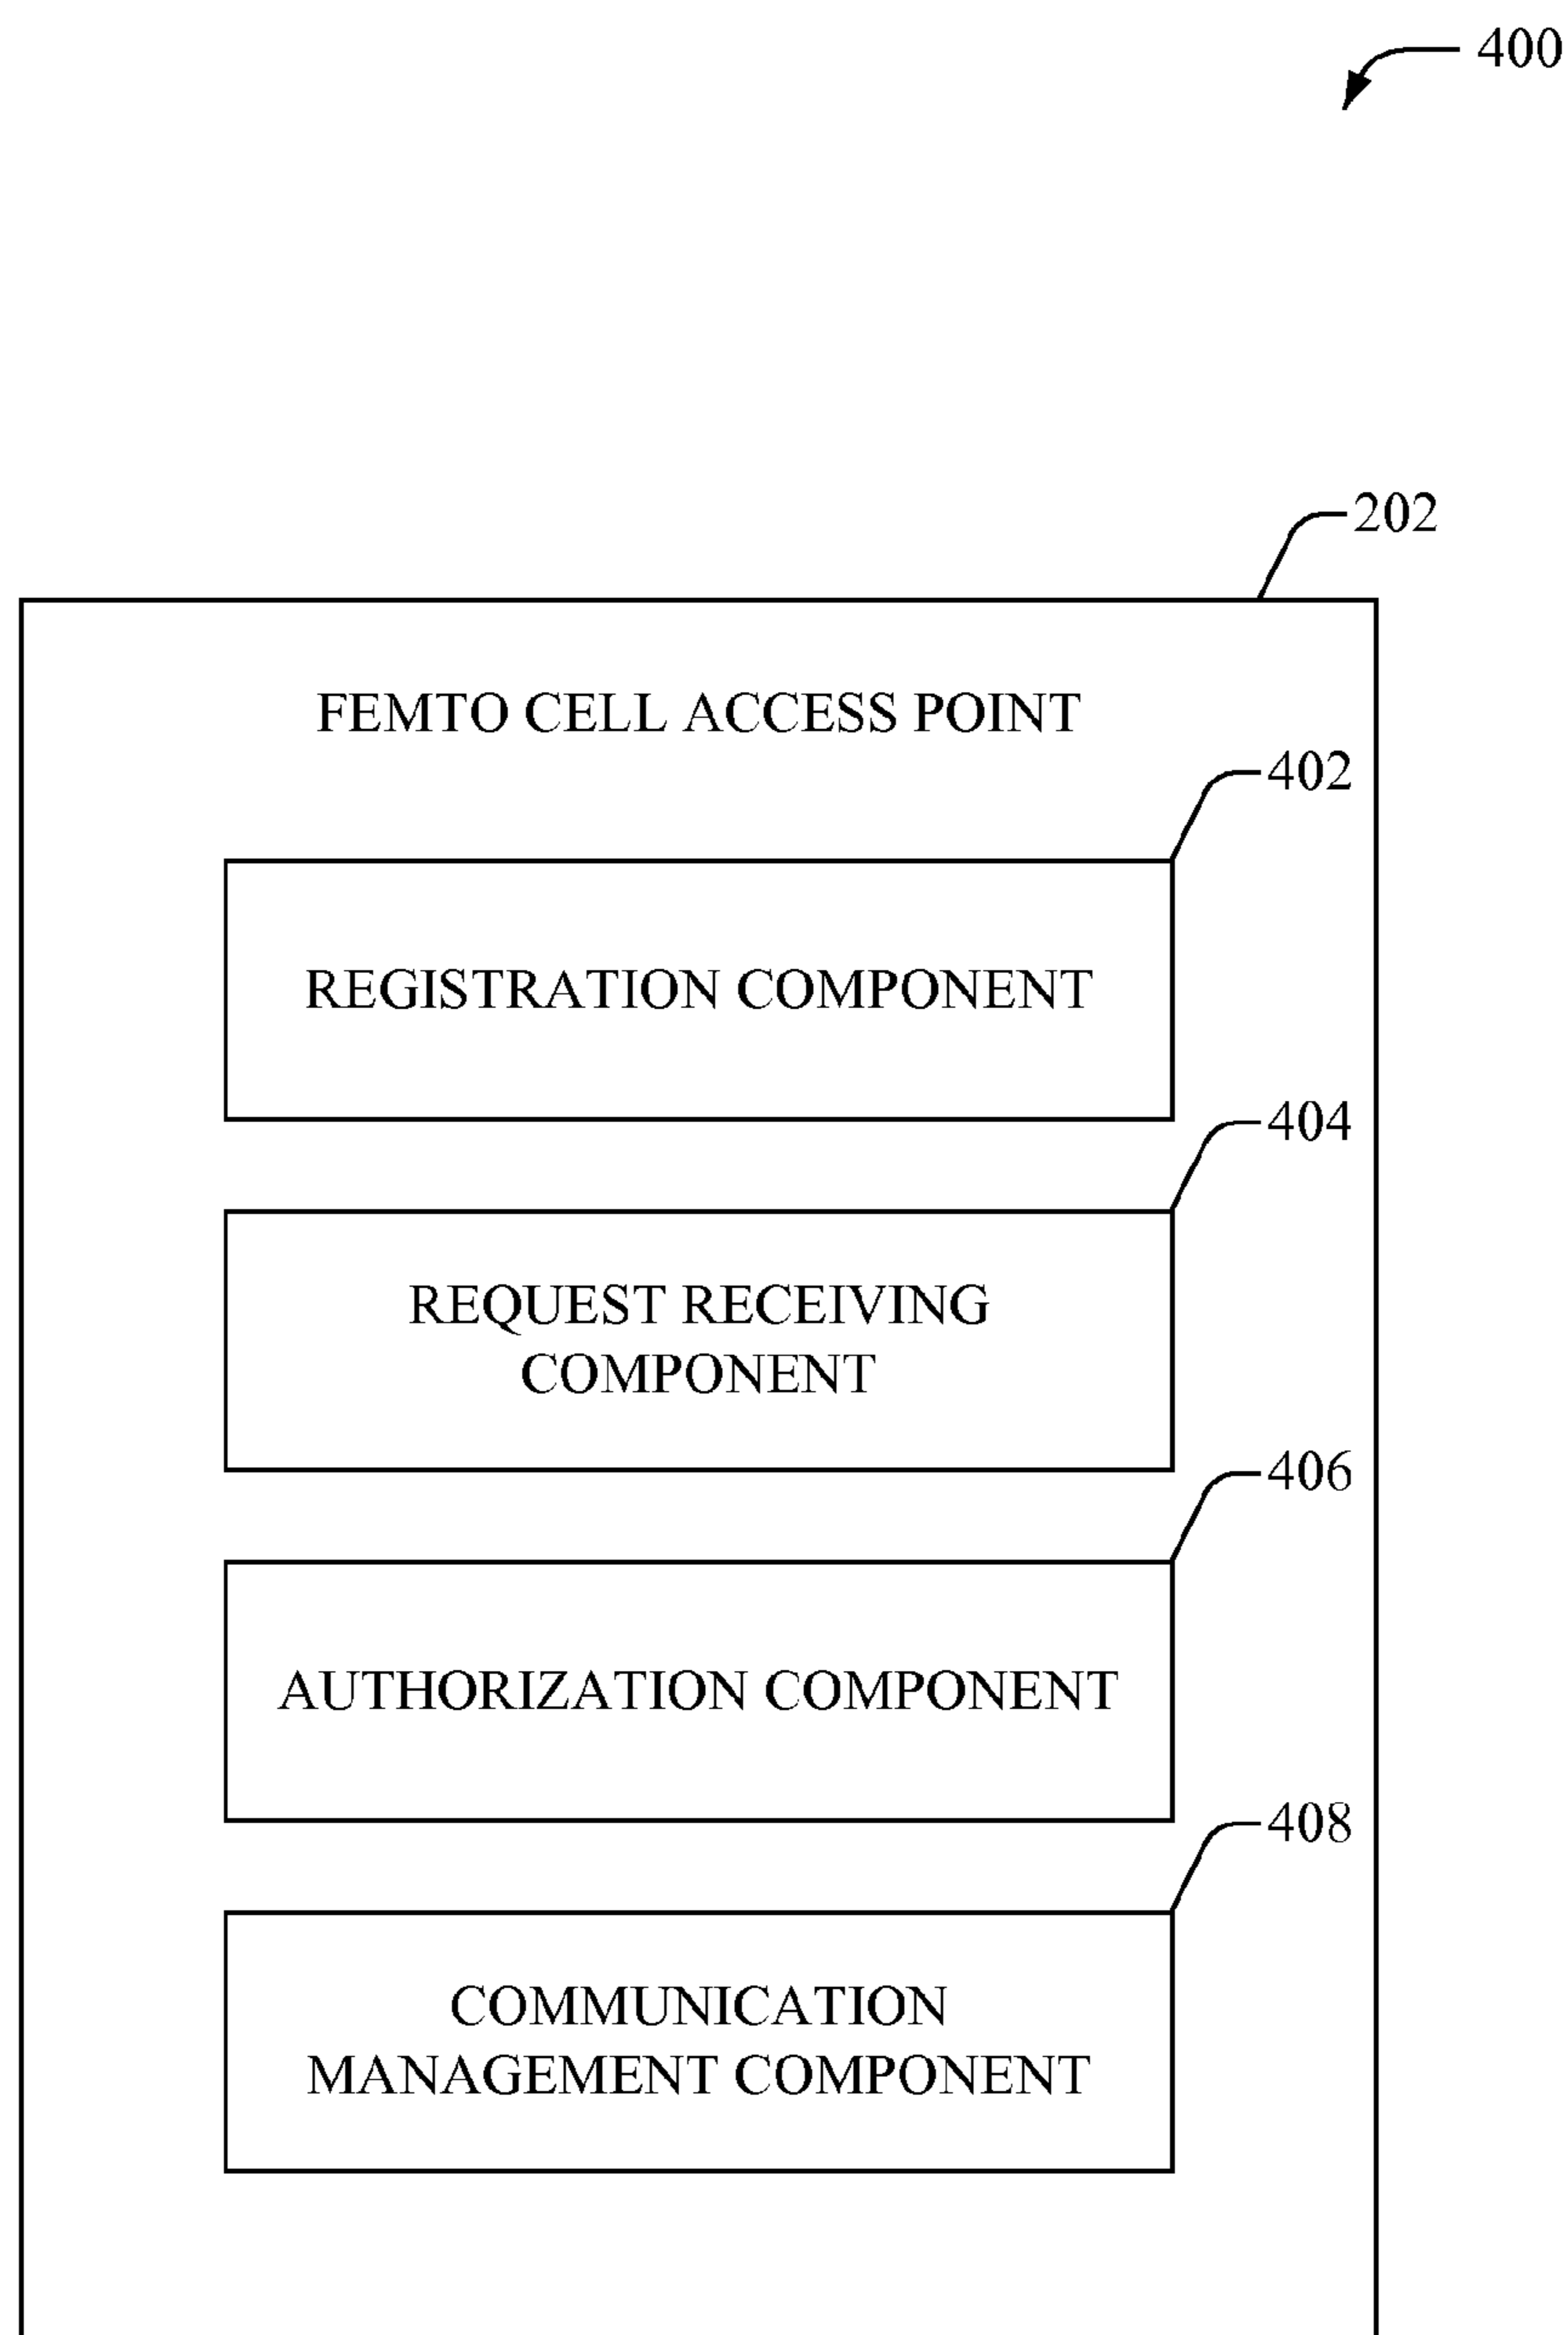 400
202
FEMTO CELL ACCESS POINT
402
REGISTRATION COMPONENT
404
REQUEST RECEIVING
COMPONENT
406
AUTHORIZATION COMPONENT
408
COMMUNICATION
MANAGEMENT COMPONENT